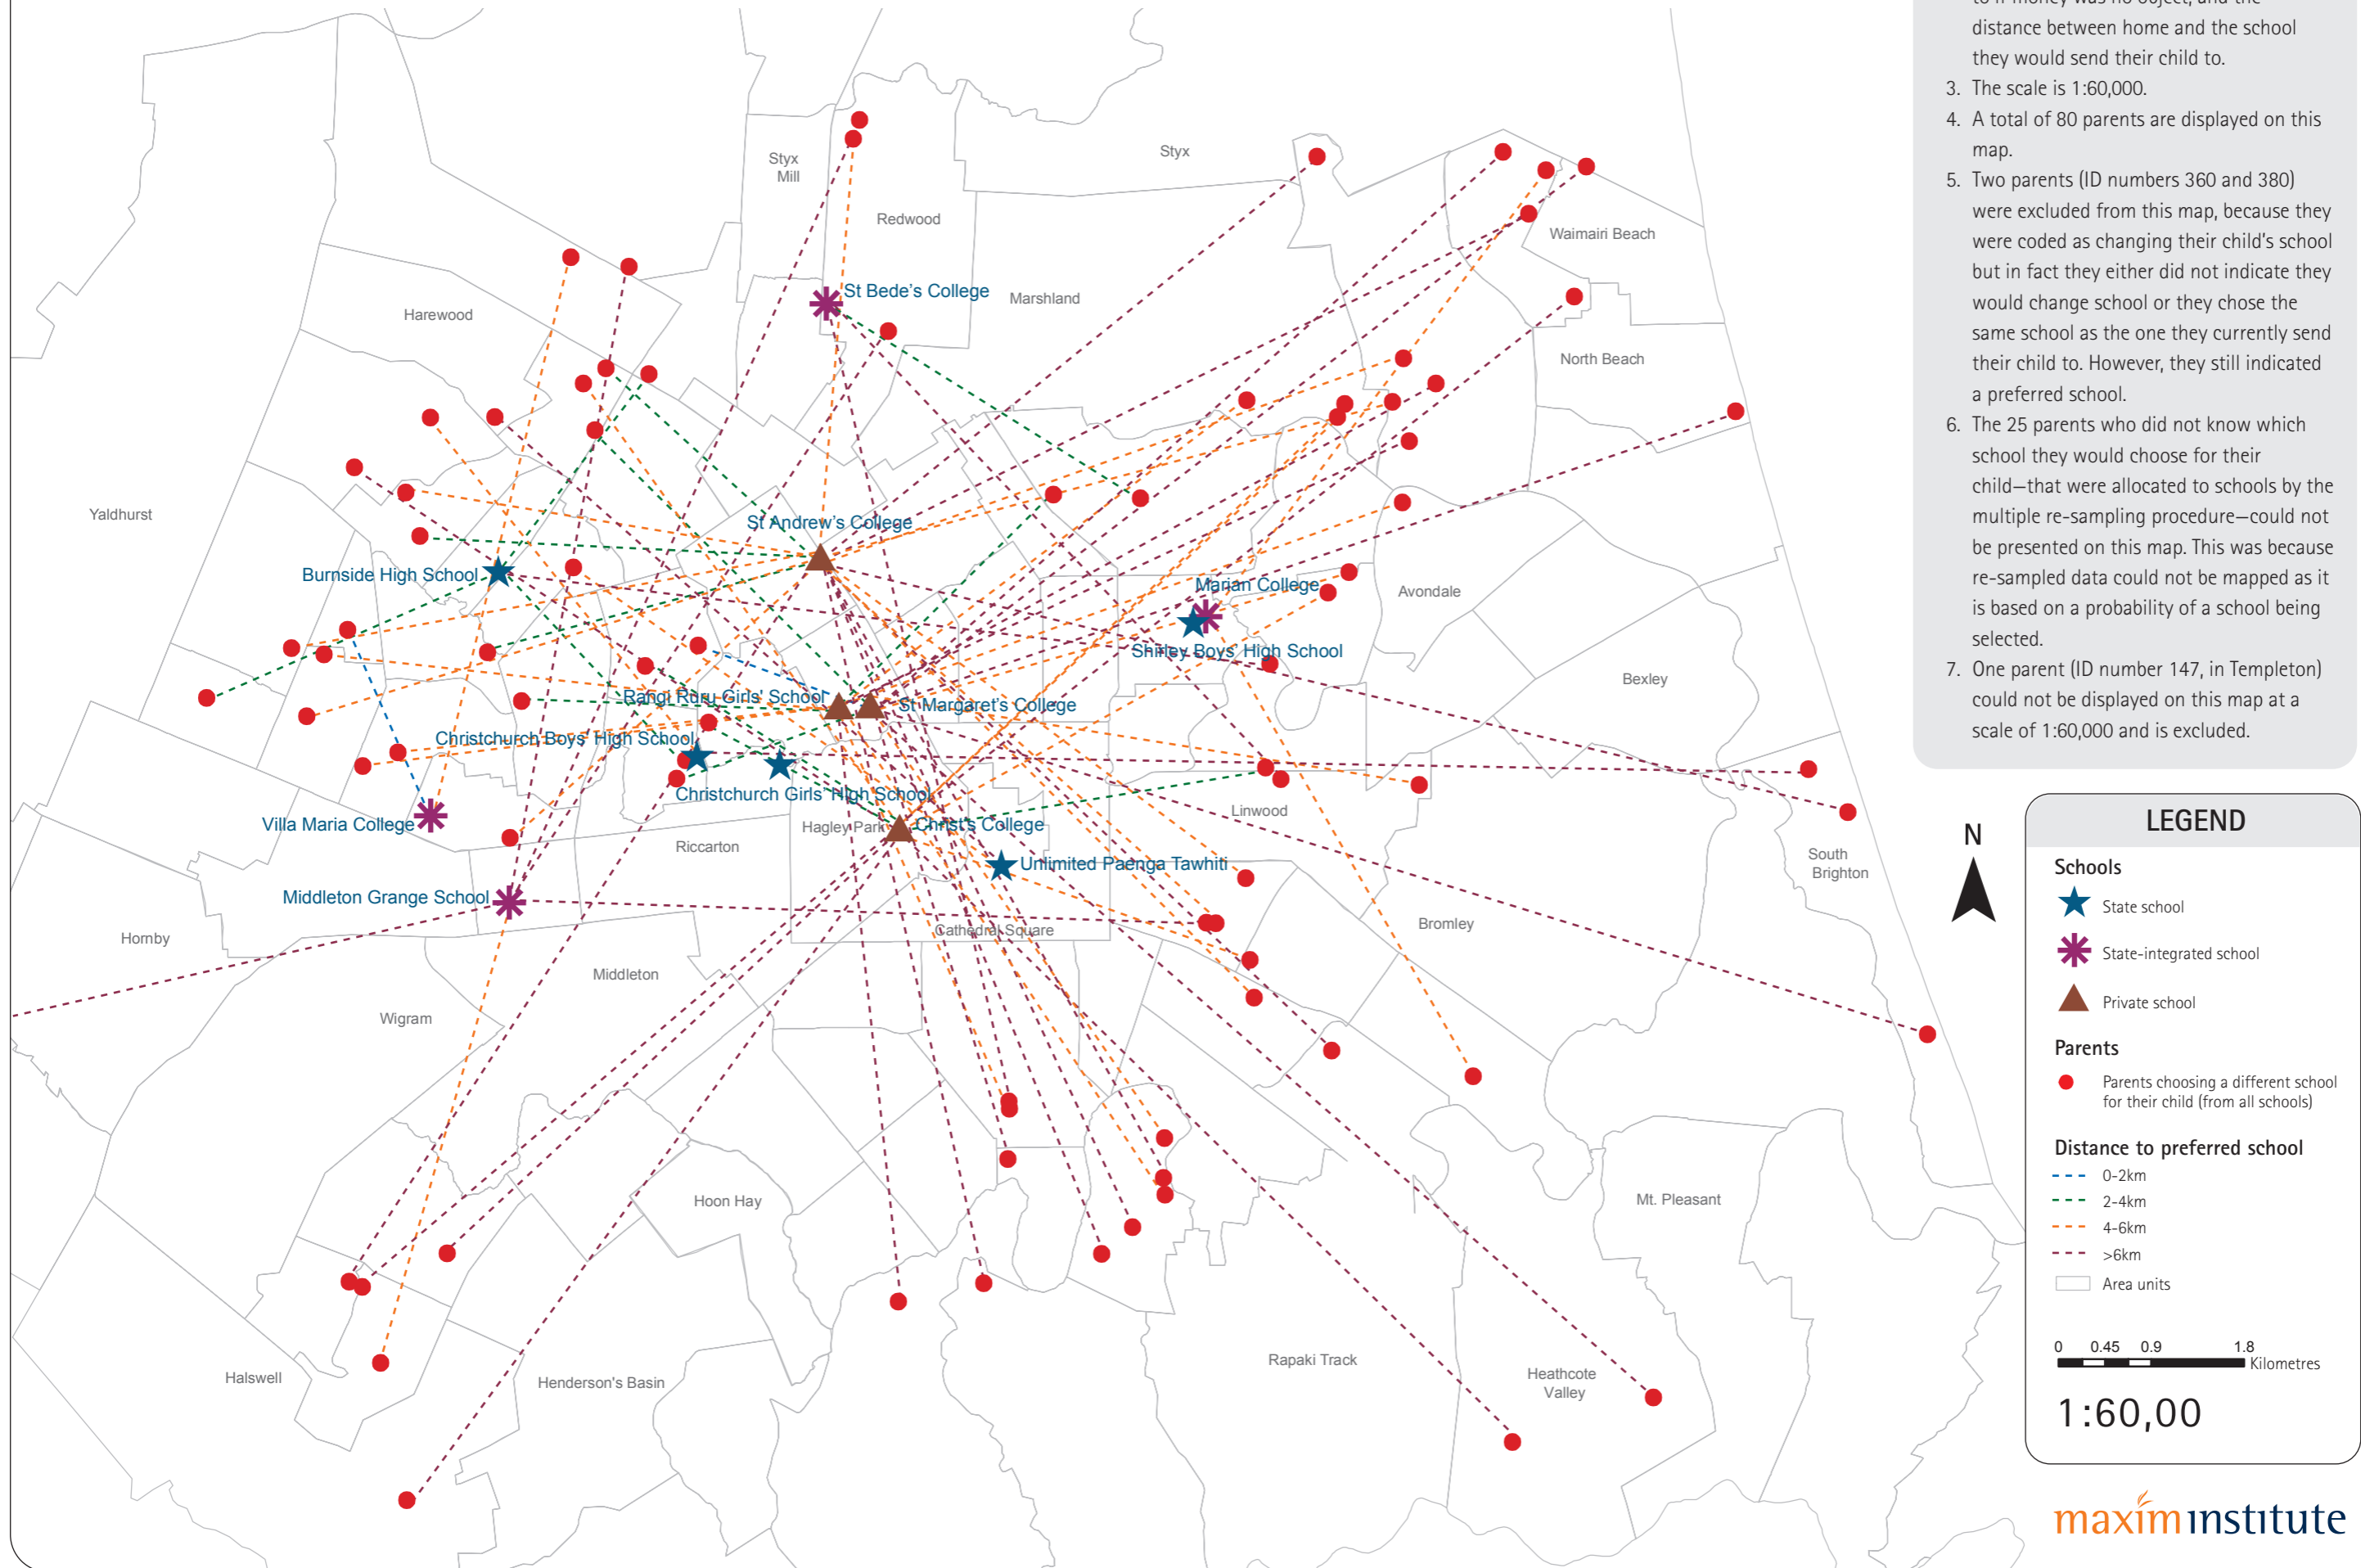 to if money was no object, and the
distance between home and the school
they would send their child to.
3. The scale is 1:60,000.
4. A total of 80 parents are displayed on this
map.
5. Two parents (ID numbers 360 and 380)
were excluded from this map, because they
were coded as changing their child's school
but in fact they either did not indicate they
would change school or they chose the
same school as the one they currently send
their child to. However, they still indicated
a preferred school.
6. The 25 parents who did not know which
school they would choose for their
child—that were allocated to schools by the
multiple re-sampling procedure—could not
be presented on this map. This was because
re-sampled data could not be mapped as it
is based on a probability of a school being
selected.
7. One parent (ID number 147, in Templeton)
could not be displayed on this map at a
scale of 1:60,000 and is excluded.
Styx
Mill
Styx
Redwood
Waimairi Beach
St Bede's College
Marshland
Harewood
North Beach
Yaldhurst
St Andrew's College
Burnside High School
Marian College
Avondale
Shirley Boys' High School
Bexley
Rangi Ruru Girls' School
St Margaret's College
Christchurch Boys' High School
Christchurch Girls' High School
Linwood
Villa Maria College
Hagley Park
Christ's College
Riccarton
Unlimited Paenga Tawhiti
South
Brighton
Middleton Grange School
Hornby
Cathedral Square
Bromley
Middleton
Wigram
Hoon Hay
Mt. Pleasant
Halswell
Henderson's Basin
Rapaki Track
Heathcote
Valley
N
LEGEND
Schools
State school
State-integrated school
Private school
Parents
Parents choosing a different school
for their child (from all schools)
Distance to preferred school
0-2km
2-4km
4-6km
>6km
Area units
0 0.45 0.9 1.8
Kilometres
1:60,00
maxim institute